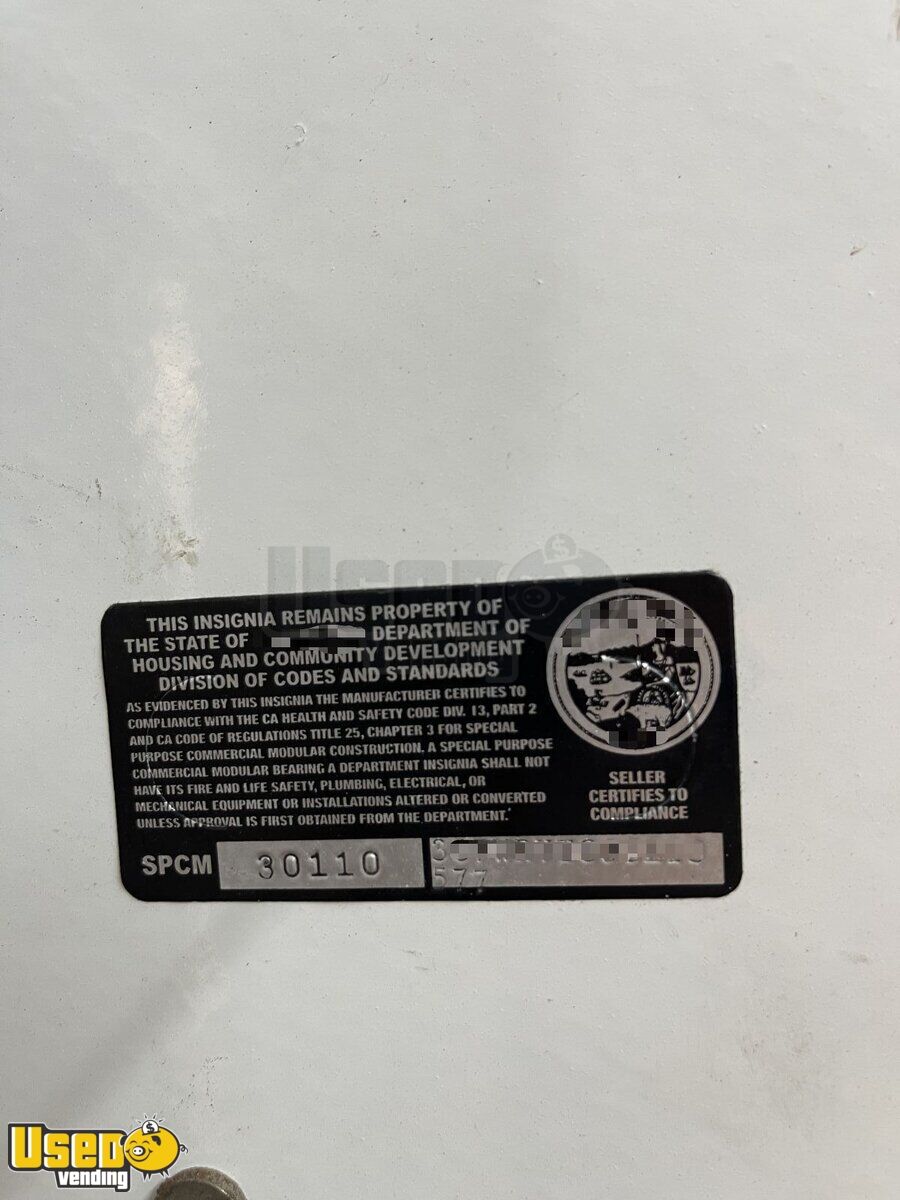 THIS INSIGNIA REMAINS PROPERTY OF
THE STATE OF DEPARTMENT OF
HOUSING AND COMMUNITY DEVELOPMENT
DIVISION OF CODES AND STANDARDS
AS EVIDENCED BY THIS INSIGNIA THE MANUFACTURER CERTIFIES TO
COMPLIANCE WITH THE CA HEALTH AND SAFETY CODE DIV. 13, PART 2
AND CA CODE OF REGULATIONS TITLE 25, CHAPTER 3 FOR SPECIAL
PURPOSE COMMERCIAL MODULAR CONSTRUCTION. A SPECIAL PURPOSE
COMMERCIAL MODULAR BEARING A DEPARTMENT INSIGNIA SHALL NOT
HAVE ITS FIRE AND LIFE SAFETY, PLUMBING, ELECTRICAL, OR
MECHANICAL EQUIPMENT OR INSTALLATIONS ALTERED OR CONVERTED
UNLESS APPROVAL IS FIRST OBTAINED FROM THE DEPARTMENT.
SELLER
CERTIFIES TO
COMPLIANCE
SPCM 30110
577
USED
vending